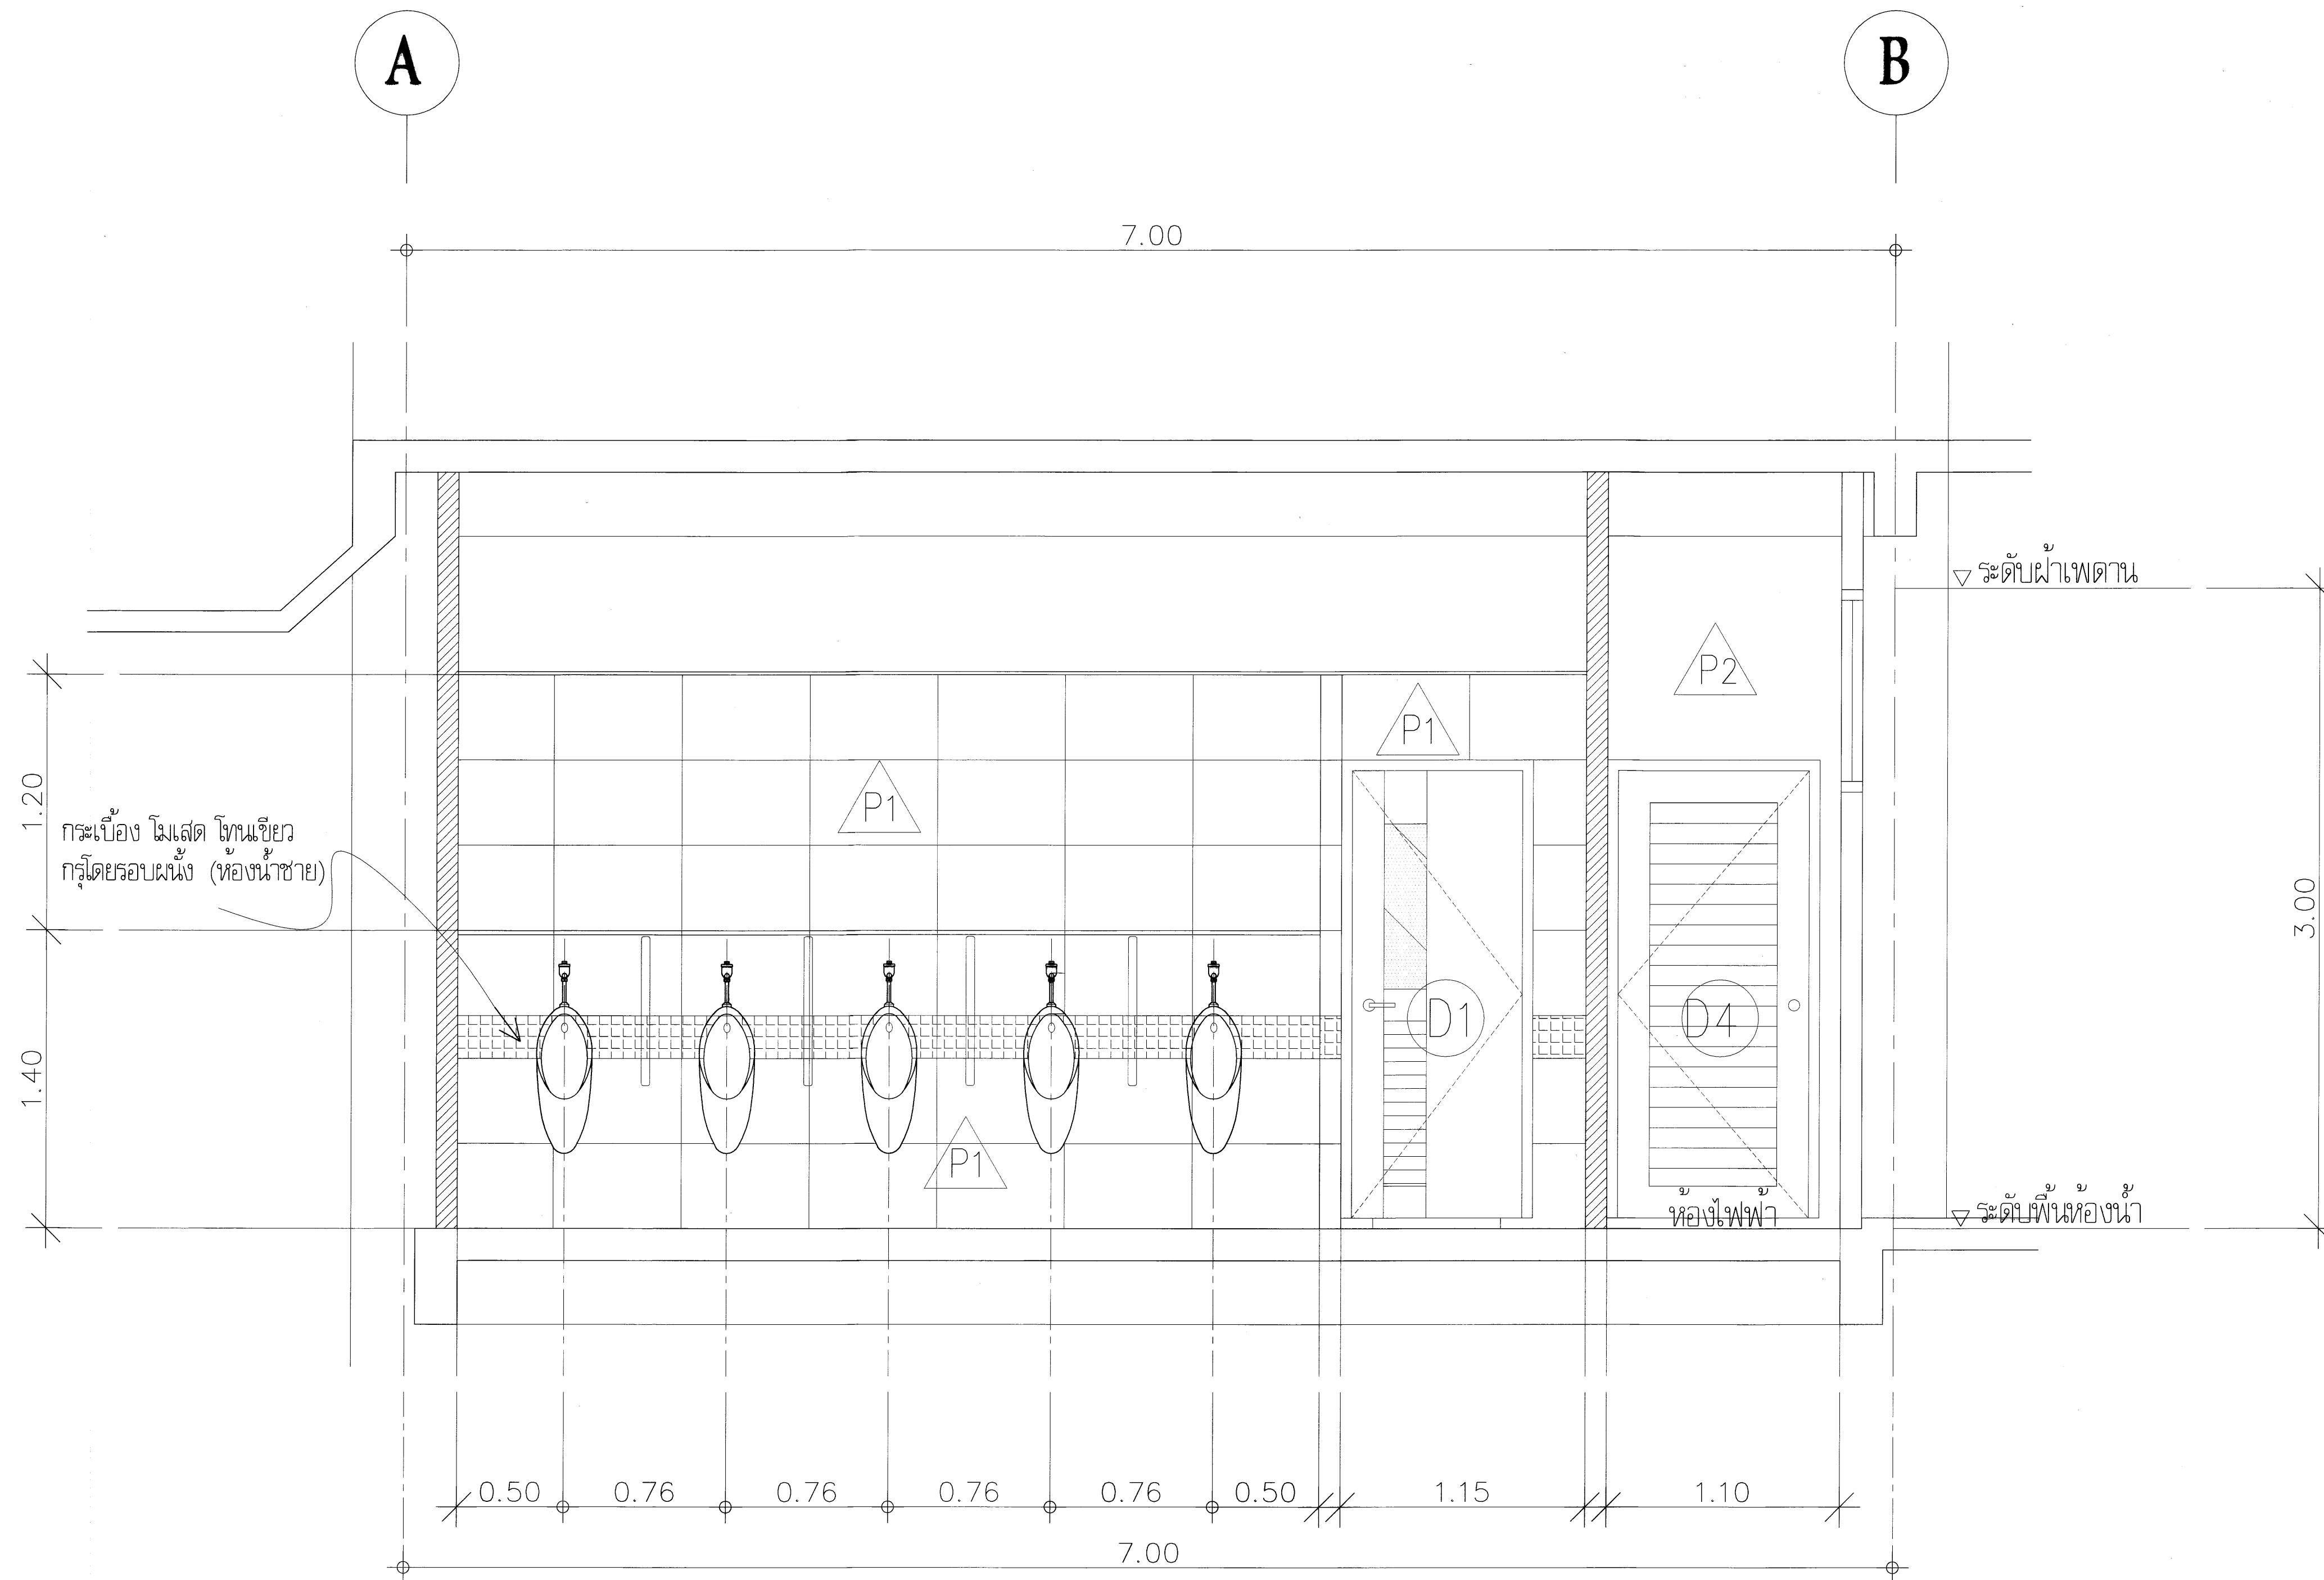 A
B
7.00
ระดับฝ้าเพดาน
P2
P1
1.20
P1
กระเบื้อง โมเสด โทนเขียว
กรุโดยรอบผนัง (ห้องน้ำชาย)
3.00
D1
D4
1.40
P1
ห้องไฟฟ้า
ระดับพื้นห้องน้ำ
0.50 0.76 0.76 0.76 0.76 0.50 1.15 1.10
7.00